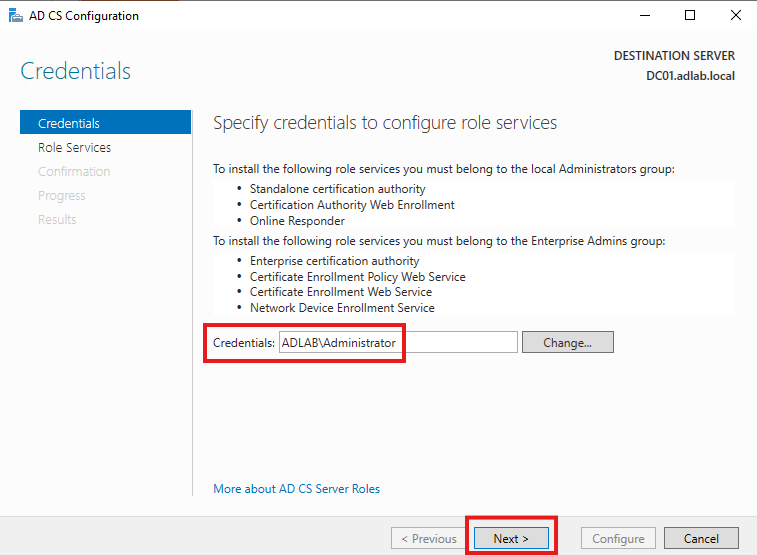 AD CS Configuration
Credentials
DESTINATION SERVER
DC01.adlab.local
Credentials
Role Services
Confirmation
Progress
Results
Specify credentials to configure role services
To install the following role services you must belong to the local Administrators group:
• Standalone certification authority
• Certification Authority Web Enrollment
• Online Responder
To install the following role services you must belong to the Enterprise Admins group:
• Enterprise certification authority
• Certificate Enrollment Policy Web Service
• Certificate Enrollment Web Service
• Network Device Enrollment Service
Credentials: ADLAB\Administrator Change...
More about AD CS Server Roles
< Previous Next > Configure Cancel